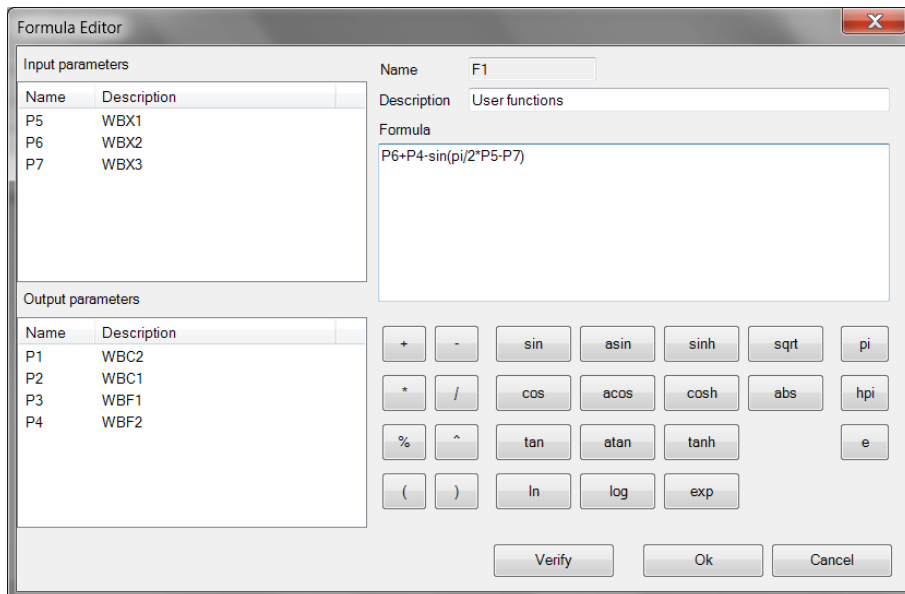 Formula Editor
X
Input parameters
Name Description
P5 WBX1
P6 WBX2
P7 WBX3
Output parameters
Name Description
P1 WBC2
P2 WBC1
P3 WBF1
P4 WBF2
Name F1
Description User functions
Formula
P6+P4-sin(pi/2*P5-P7)
+ - sin asin sinh sqrt pi
* / cos acos cosh abs hpi
% ^ tan atan tanh e
( ) ln log exp
Verify Ok Cancel